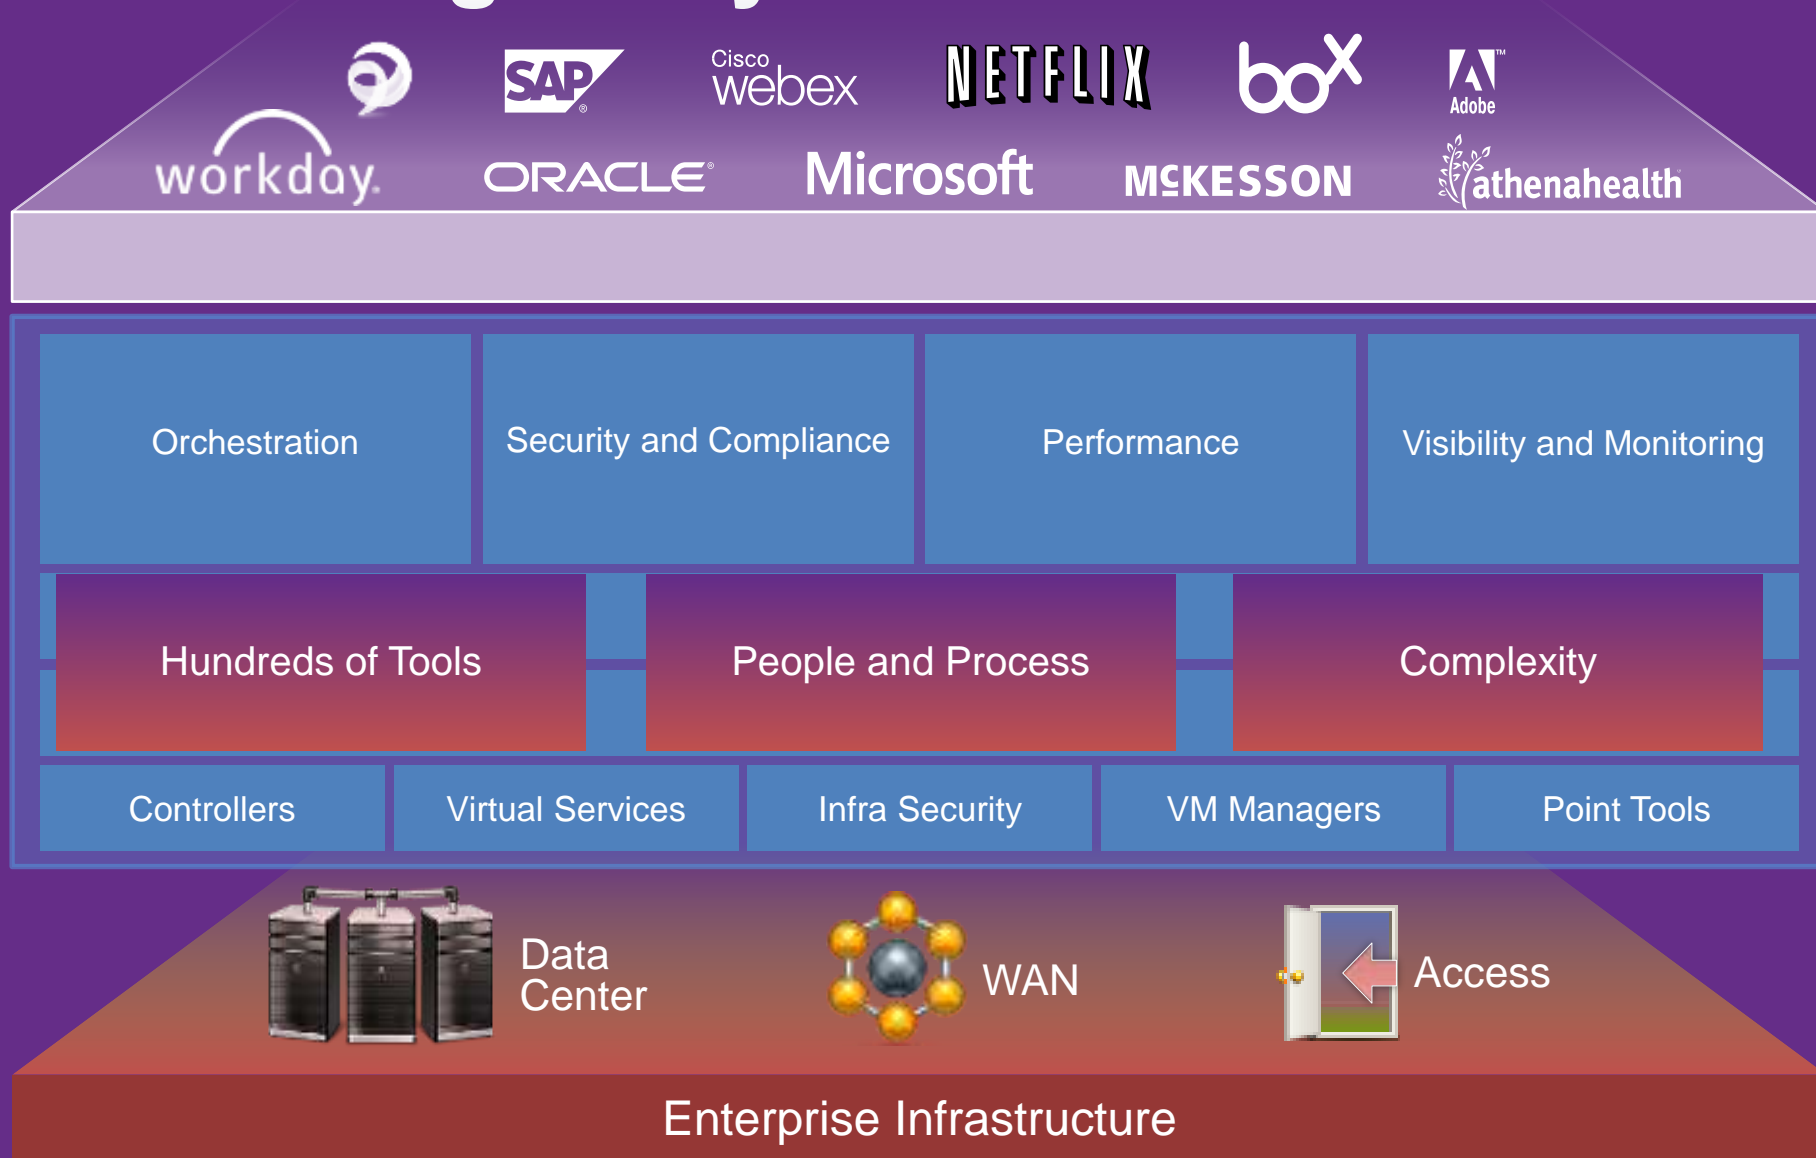 SAP®
Cisco
webex
NETFLIX
box
Adobe™
workday.
ORACLE®
Microsoft
MCKESSON
athenahealth
Orchestration
Security and Compliance
Performance
Visibility and Monitoring
Hundreds of Tools
People and Process
Complexity
Controllers
Virtual Services
Infra Security
VM Managers
Point Tools
Data
Center
WAN
Access
Enterprise Infrastructure